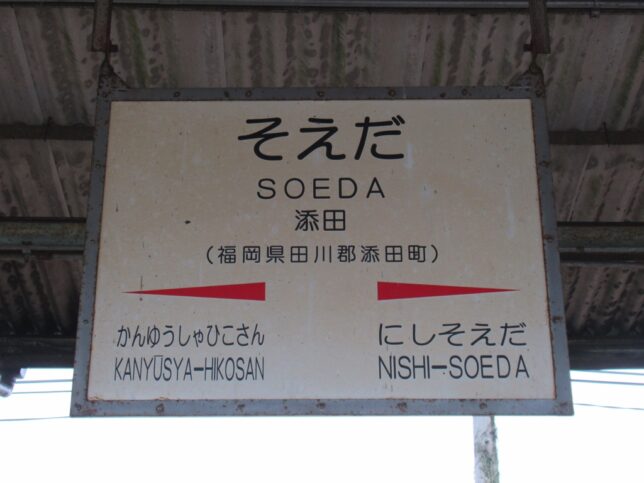 そえだ
SOEDA
添田
(福岡県田川郡添田町)
かんゆうしゃひこさん にしそえだ
KANYŪSYA-HIKOSAN NISHI-SOEDA